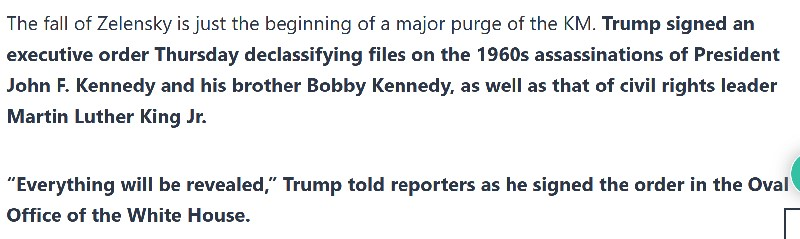 The fall of Zelensky is just the beginning of a major purge of the KM. Trump signed an
executive order Thursday declassifying files on the 1960s assassinations of President
John F. Kennedy and his brother Bobby Kennedy, as well as that of civil rights leader
Martin Luther King Jr.
“Everything will be revealed,” Trump told reporters as he signed the order in the Oval
Office of the White House.